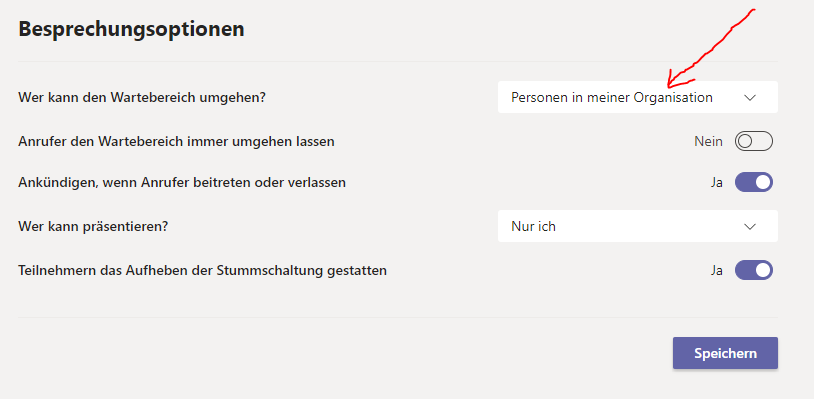 Besprechungsoptionen
Wer kann den Wartebereich umgehen? Personen in meiner Organisation
Anrufer den Wartebereich immer umgehen lassen Nein
Ankündigen, wenn Anrufer beitreten oder verlassen Ja
Wer kann präsentieren? Nur ich
Teilnehmern das Aufheben der Stummschaltung gestatten Ja
Speichern